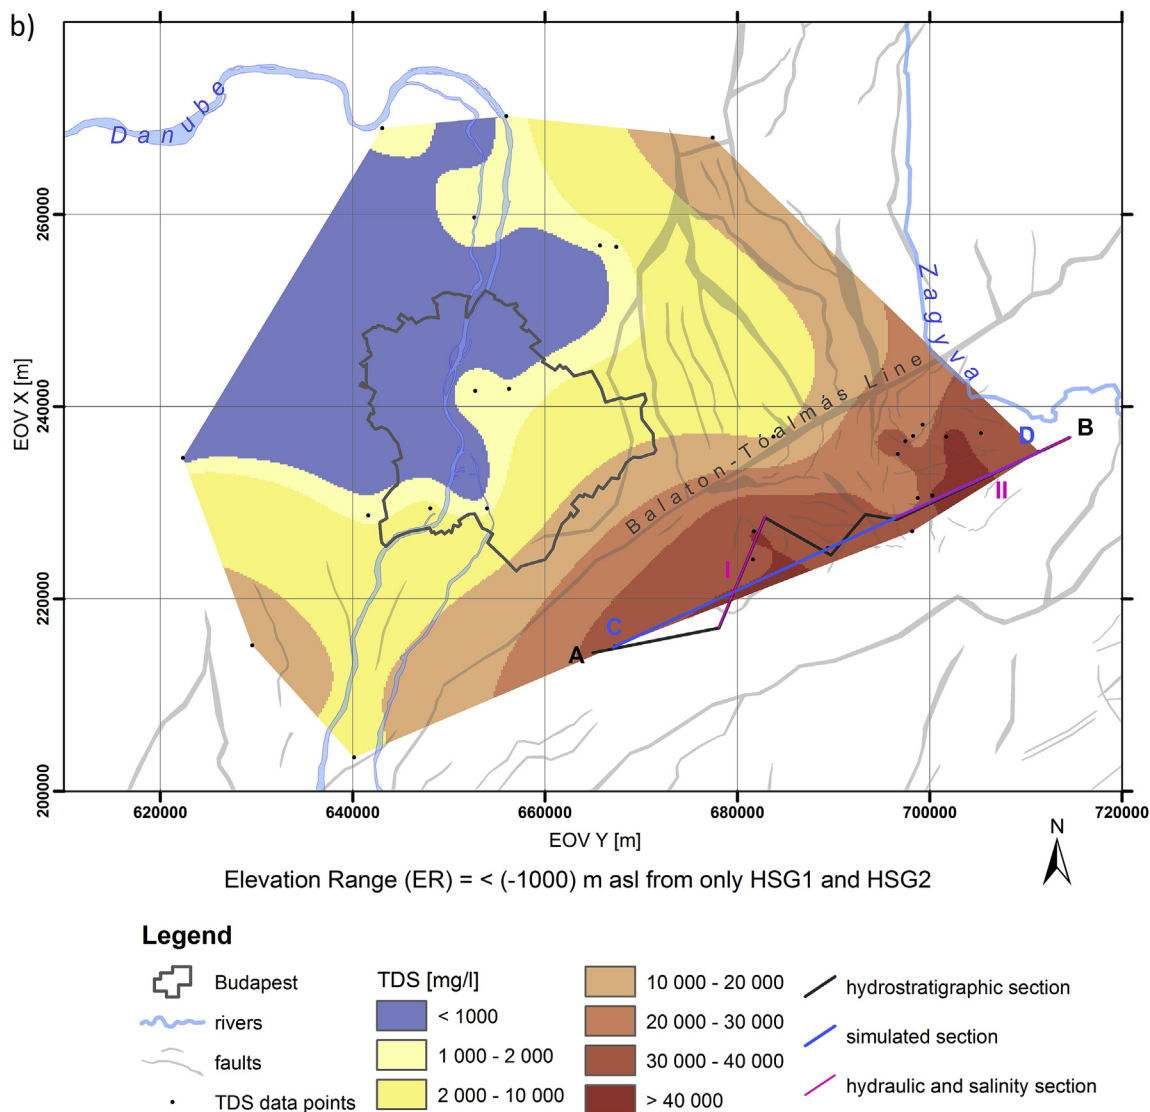 b)
Danube
Zagyva
Balaton-Tóalmás Line
D
B
II
I
C
A
EOV X [m]
260000
240000
220000
200000
620000
640000
660000
680000
700000
720000
EOV Y [m]
N
Elevation Range (ER) = < (-1000) m asl from only HSG1 and HSG2
Legend
Budapest
rivers
faults
TDS data points
TDS [mg/l]
< 1000
1 000 - 2 000
2 000 - 10 000
10 000 - 20 000
20 000 - 30 000
30 000 - 40 000
> 40 000
hydrostratigraphic section
simulated section
hydraulic and salinity section